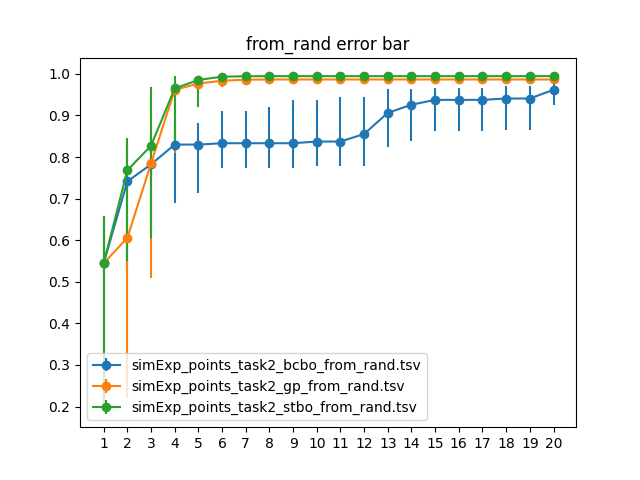 from_rand error bar
1.0
0.9
0.8
0.7
0.6
0.5
0.4
0.3
0.2
simExp_points_task2_bcbo_from_rand.tsv
simExp_points_task2_gp_from_rand.tsv
simExp_points_task2_stbo_from_rand.tsv
1 2 3 4 5 6 7 8 9 10 11 12 13 14 15 16 17 18 19 20